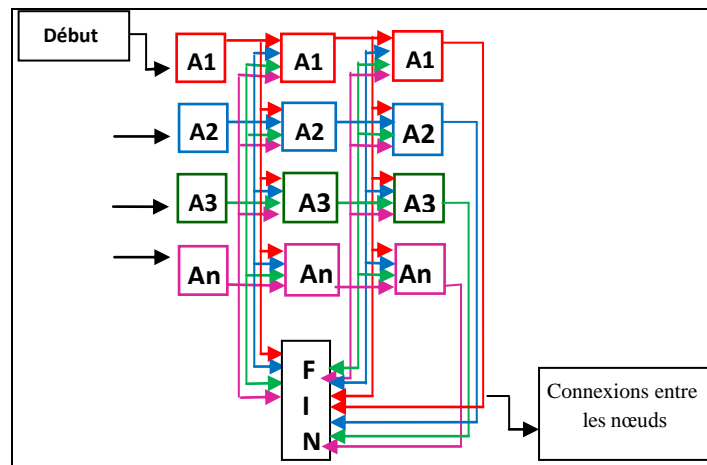 Début
A1 A1 A1
A2 A2 A2
A3 A3 A3
An An An
F
I
N
Connexions entre
les nœuds